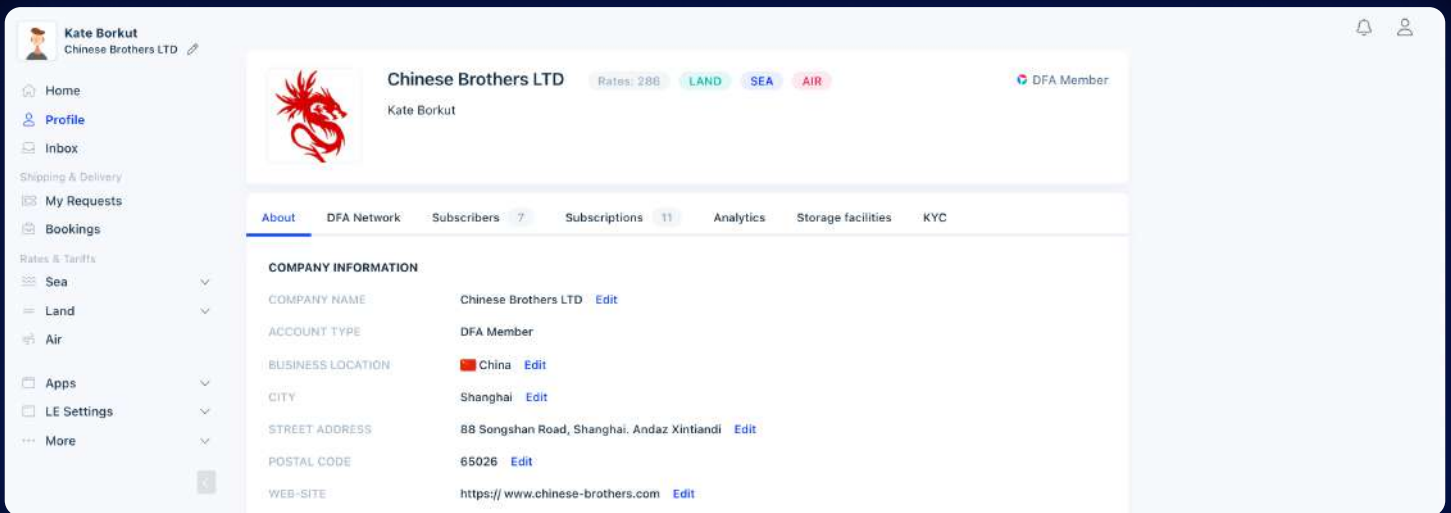 Kate Borkut
Chinese Brothers LTD
Home
Profile
Inbox
Shipping & Delivery
My Requests
Bookings
Rates & Tariffs
Sea
Land
Air
Apps
LE Settings
More
Chinese Brothers LTD Rates: 286 LAND SEA AIR
DFA Member
Kate Borkut
About DFA Network Subscribers 7 Subscriptions 11 Analytics Storage facilities KYC
COMPANY INFORMATION
COMPANY NAME Chinese Brothers LTD Edit
ACCOUNT TYPE DFA Member
BUSINESS LOCATION China Edit
CITY Shanghai Edit
STREET ADDRESS 88 Songshan Road, Shanghai. Andaz Xintiandi Edit
POSTAL CODE 65026 Edit
WEB-SITE https:// www.chinese-brothers.com Edit